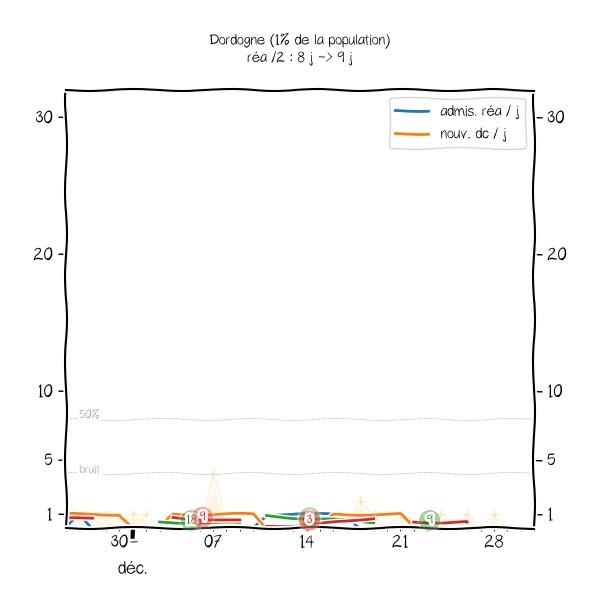 Dordogne (1% de la population)
réa /2 : 8 j -> 9 j
admis. réa / j
nouv. dc / j
30 30
20 20
10 10
50%
5 5
bruit
1 1
18 9 3 9
30 07 14 21 28
déc.